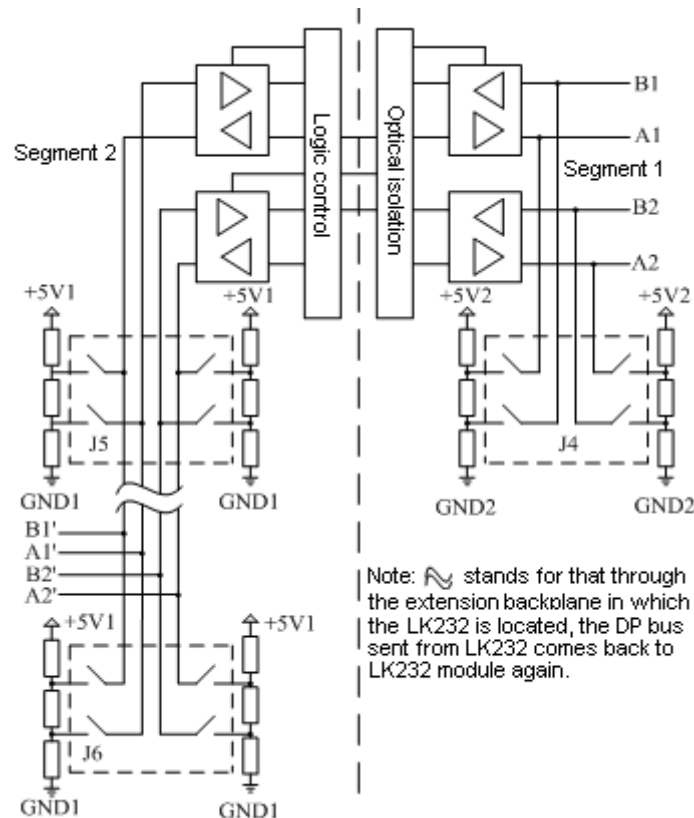 Logic control
Optical isolation
B1
A1
Segment 2
Segment 1
B2
A2
+5V1
+5V1
+5V2
+5V2
J5
J4
GND1
GND1
GND2
GND2
B1'
A1'
B2'
A2'
Note: stands for that through
the extension backplane in which
the LK232 is located, the DP bus
sent from LK232 comes back to
LK232 module again.
+5V1
+5V1
J6
GND1
GND1